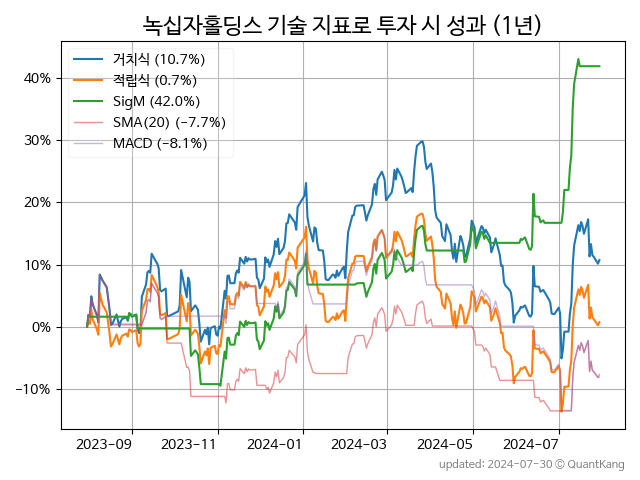 녹십자홀딩스 기술 지표로 투자 시 성과 (1년)
거치식 (10.7%)
적립식 (0.7%)
SigM (42.0%)
SMA(20) (−7.7%)
MACD (−8.1%)
40%
30%
20%
10%
0%
−10%
2023-09 2023-11 2024-01 2024-03 2024-05 2024-07
updated: 2024-07-30 © QuantKang